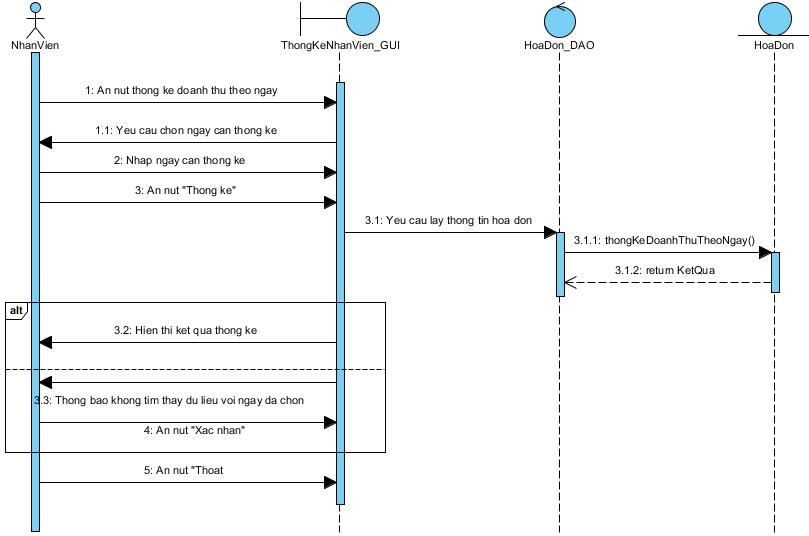 NhanVien
ThongKeNhanVien_GUI
HoaDon_DAO
HoaDon
1: An nut thong ke doanh thu theo ngay
1.1: Yeu cau chon ngay can thong ke
2: Nhap ngay can thong ke
3: An nut "Thong ke"
3.1: Yeu cau lay thong tin hoa don
3.1.1: thongKeDoanhThuTheoNgay()
3.1.2: return KetQua
alt
3.2: Hien thi ket qua thong ke
3.3: Thong bao khong tim thay du lieu voi ngay da chon
4: An nut "Xac nhan"
5: An nut "Thoat